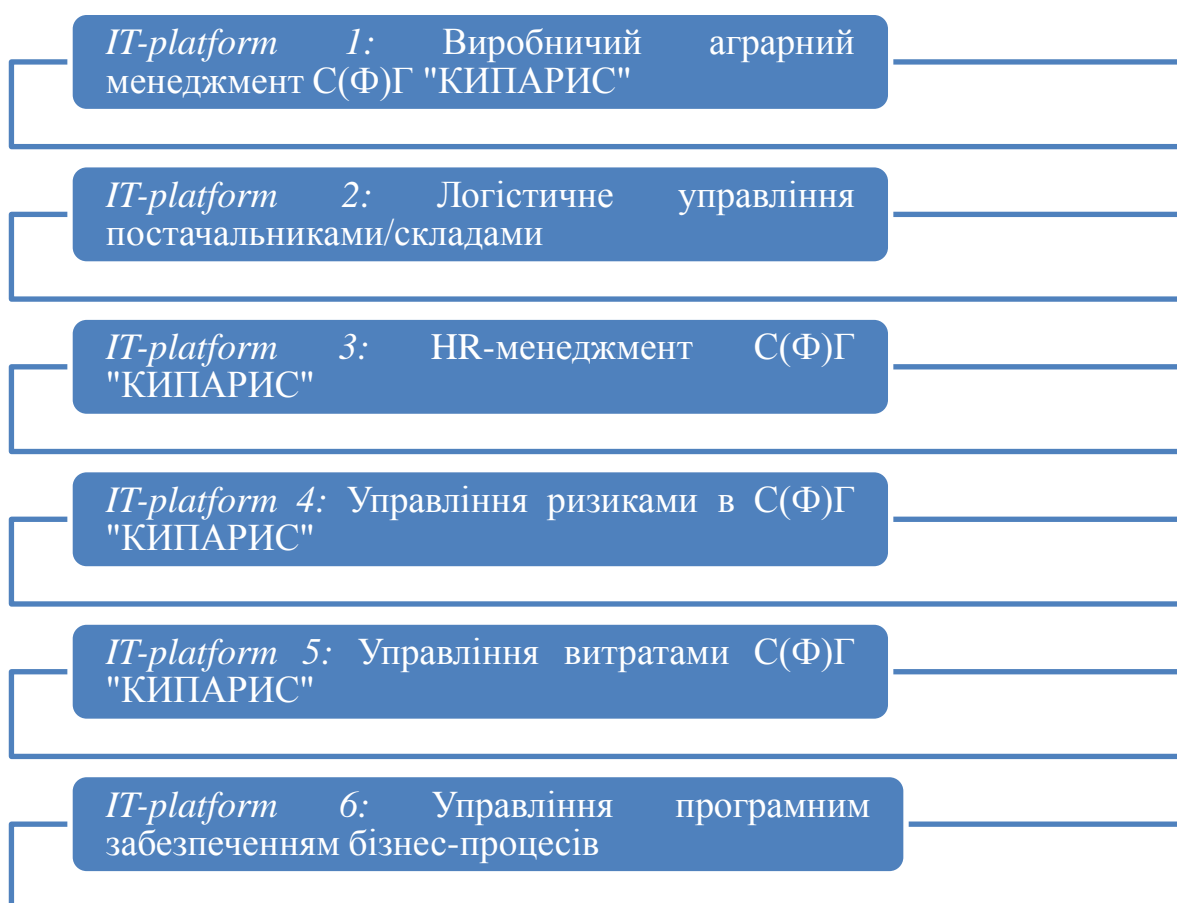 IT-platform 1: Виробничий аграрний
менеджмент С(Ф)Г "КИПАРИС"
IT-platform 2: Логістичне управління
постачальниками/складами
IT-platform 3: HR-менеджмент С(Ф)Г
"КИПАРИС"
IT-platform 4: Управління ризиками в С(Ф)Г
"КИПАРИС"
IT-platform 5: Управління витратами С(Ф)Г
"КИПАРИС"
IT-platform 6: Управління програмним
забезпеченням бізнес-процесів